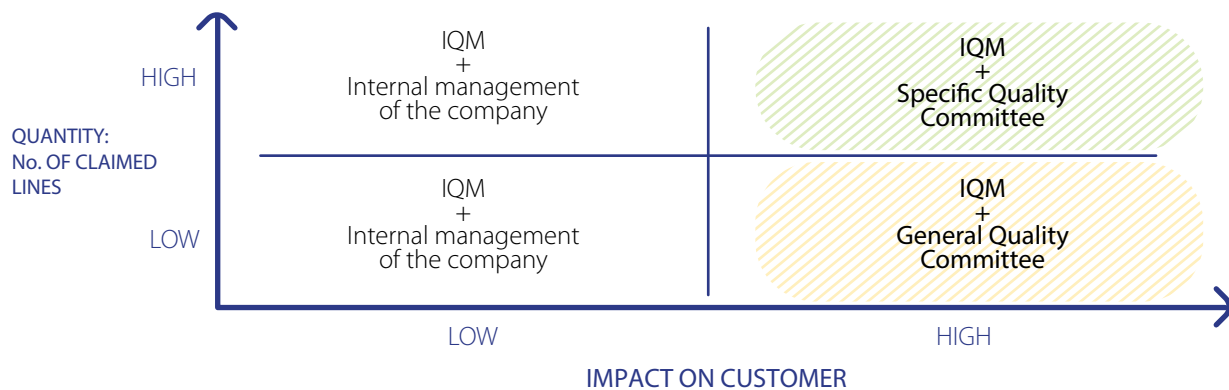 HIGH
QUANTITY:
No. OF CLAIMED
LINES
LOW
IQM
+
Internal management
of the company
IQM
+
Specific Quality
Committee
IQM
+
Internal management
of the company
IQM
+
General Quality
Committee
LOW
HIGH
IMPACT ON CUSTOMER